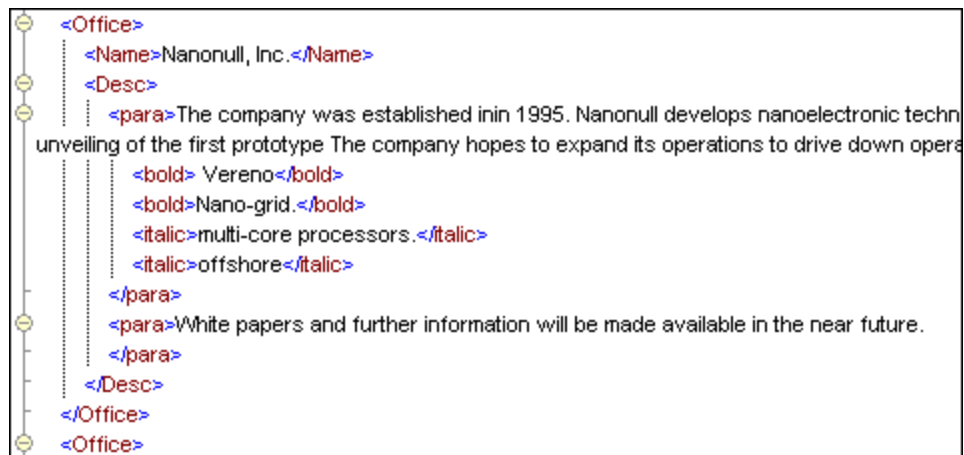 <Office>
<Name>Nanonull, Inc.</Name>
<Desc>
<para>The company was established inin 1995. Nanonull develops nanoelectronic techn
unveiling of the first prototype The company hopes to expand its operations to drive down opera
<bold> Vereno</bold>
<bold>Nano-grid.</bold>
<italic>multi-core processors.</italic>
<italic>offshore</italic>
</para>
<para>White papers and further information will be made available in the near future.
</para>
</Desc>
</Office>
<Office>